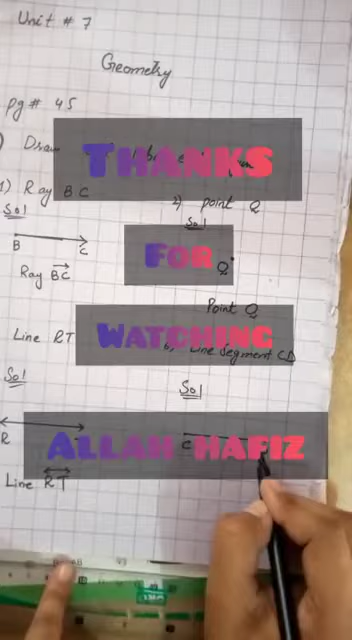 Unit # 7
Geometry
Pg # 45
Draw
THANKS
1) Ray BC
2) point Q
Sol
Sol
FOR
B C
Q
Ray BC
Point Q
WATCHING
Line RT
Line Segment CD
Sol
Sol
ALLAH HAFIZ
R
C
Line RT